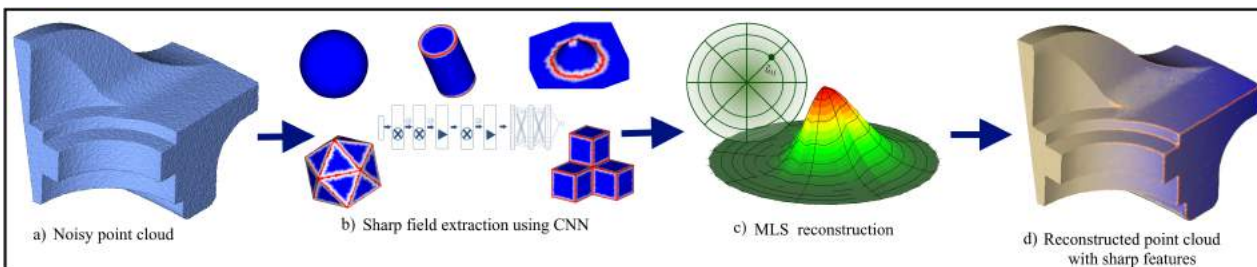 a) Noisy point cloud
b) Sharp field extraction using CNN
c) MLS reconstruction
d) Reconstructed point cloud
with sharp features